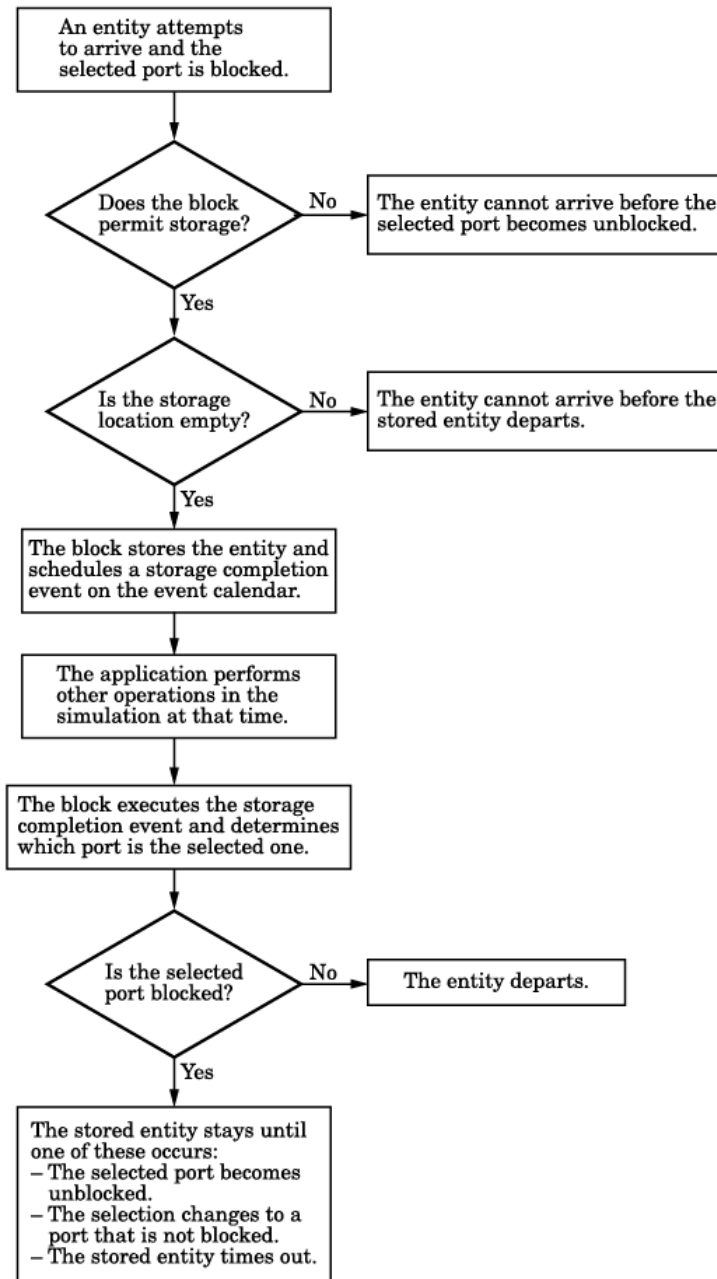 An entity attempts
to arrive and the
selected port is blocked.
Does the block
permit storage?
No
The entity cannot arrive before the
selected port becomes unblocked.
Yes
Is the storage
location empty?
No
The entity cannot arrive before the
stored entity departs.
Yes
The block stores the entity and
schedules a storage completion
event on the event calendar.
The application performs
other operations in the
simulation at that time.
The block executes the storage
completion event and determines
which port is the selected one.
Is the selected
port blocked?
No
The entity departs.
Yes
The stored entity stays until
one of these occurs:
– The selected port becomes
unblocked.
– The selection changes to a
port that is not blocked.
– The stored entity times out.